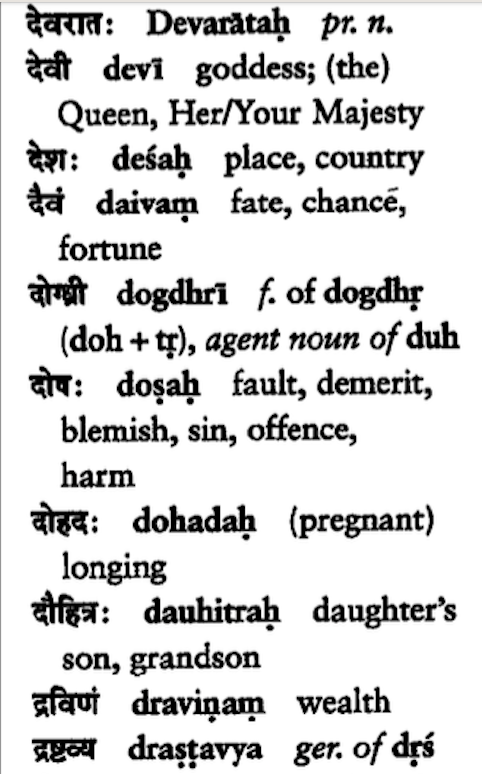 देवरातः Devarātaḥ pr. n.
देवी devī goddess; (the)
Queen, Her/Your Majesty
देशः deśaḥ place, country
दैवं daivaṃ fate, chance,
fortune
दोग्ध्री dogdhrī f. of dogdhṛ
(doh + tṛ), agent noun of duh
दोषः doṣaḥ fault, demerit,
blemish, sin, offence,
harm
दोहदः dohadaḥ (pregnant)
longing
दौहित्रः dauhitraḥ daughter's
son, grandson
द्रविणं draviṇaṃ wealth
द्रष्टव्य draṣṭavya ger. of dṛś